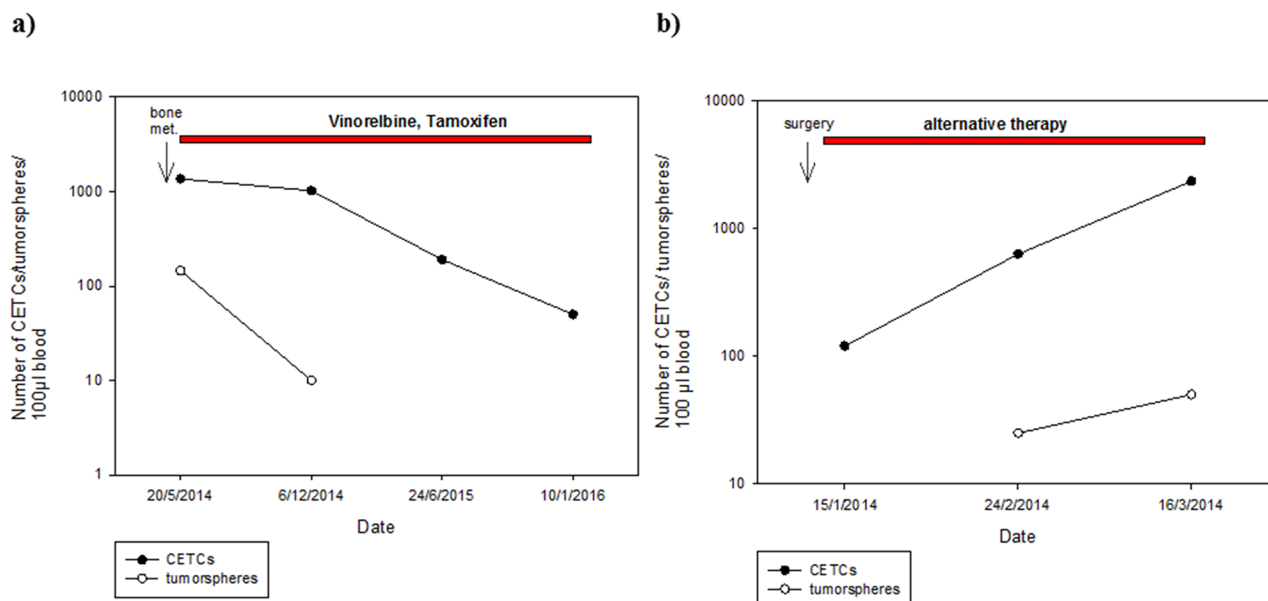 a)
10000
bone
met.
Vinorelbine, Tamoxifen
1000
100
10
1
Number of CETCs/tumorspheres/
100µl blood
20/5/2014
6/12/2014
24/6/2015
10/1/2016
Date
CETCs
tumorspheres
b)
10000
surgery
alternative therapy
1000
100
10
Number of CETCs/ tumorspheres/
100 µl blood
15/1/2014
24/2/2014
16/3/2014
Date
CETCs
tumorspheres